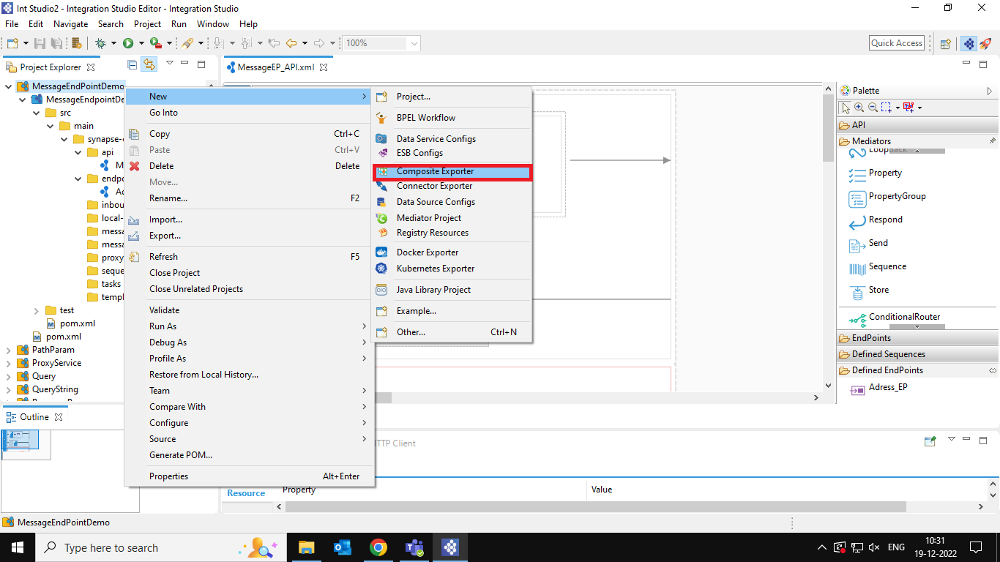 Int Studio2 - Integration Studio Editor - Integration Studio
File Edit Navigate Search Project Run Window Help
100%
Quick Access
Project Explorer
MessageEndPointDemo
MessageEndpointDe
src
main
synapse-c
api
M
endpo
Ad
inbou
local-
messa
messa
proxy
seque
tasks
templ
test
pom.xml
pom.xml
PathParam
ProxyService
Query
QueryString
New
Go Into
Copy Ctrl+C
Paste Ctrl+V
Delete Delete
Move...
Rename... F2
Import...
Export...
Refresh F5
Close Project
Close Unrelated Projects
Validate
Run As
Debug As
Profile As
Restore from Local History...
Team
Compare With
Configure
Source
Generate POM...
Properties Alt+Enter
MessageEP_API.xml
Project...
BPEL Workflow
Data Service Configs
ESB Configs
Composite Exporter
Connector Exporter
Data Source Configs
Mediator Project
Registry Resources
Docker Exporter
Kubernetes Exporter
Java Library Project
Example...
Other... Ctrl+N
Palette
API
Mediators
LoopBack
Property
PropertyGroup
Respond
Send
Sequence
Store
ConditionalRouter
EndPoints
Defined Sequences
Defined EndPoints
Adress_EP
Outline
TTP Client
Resource
Property Value
MessageEndPointDemo
Type here to search
ENG
10:31
19-12-2022